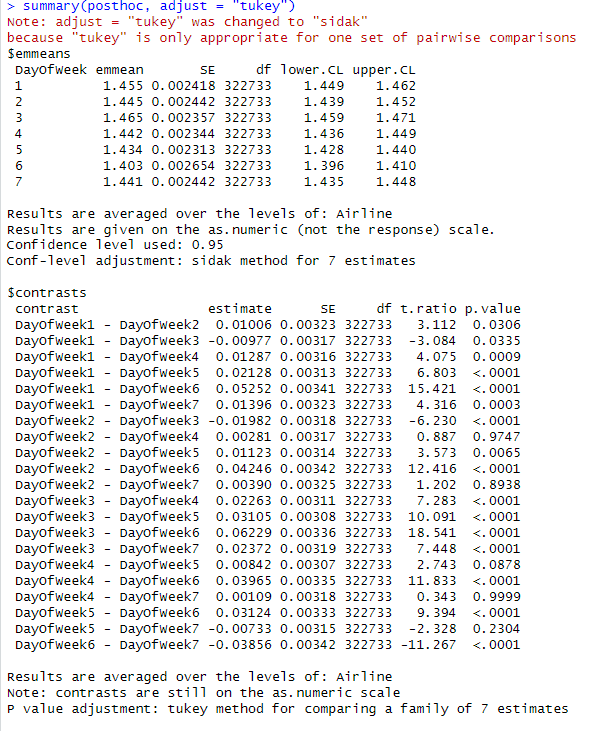 > summary(posthoc, adjust = "tukey")
Note: adjust = "tukey" was changed to "sidak"
because "tukey" is only appropriate for one set of pairwise comparisons
$emmeans
DayOfWeek emmean SE df lower.CL upper.CL
1 1.455 0.002418 322733 1.449 1.462
2 1.445 0.002442 322733 1.439 1.452
3 1.465 0.002357 322733 1.459 1.471
4 1.442 0.002344 322733 1.436 1.449
5 1.434 0.002313 322733 1.428 1.440
6 1.403 0.002654 322733 1.396 1.410
7 1.441 0.002442 322733 1.435 1.448
Results are averaged over the levels of: Airline
Results are given on the as.numeric (not the response) scale.
Confidence level used: 0.95
Conf-level adjustment: sidak method for 7 estimates
$contrasts
contrast estimate SE df t.ratio p.value
DayOfWeek1 - DayOfWeek2 0.01006 0.00323 322733 3.112 0.0306
DayOfWeek1 - DayOfWeek3 -0.00977 0.00317 322733 -3.084 0.0335
DayOfWeek1 - DayOfWeek4 0.01287 0.00316 322733 4.075 0.0009
DayOfWeek1 - DayOfWeek5 0.02128 0.00313 322733 6.803 <.0001
DayOfWeek1 - DayOfWeek6 0.05252 0.00341 322733 15.421 <.0001
DayOfWeek1 - DayOfWeek7 0.01396 0.00323 322733 4.316 0.0003
DayOfWeek2 - DayOfWeek3 -0.01982 0.00318 322733 -6.230 <.0001
DayOfWeek2 - DayOfWeek4 0.00281 0.00317 322733 0.887 0.9747
DayOfWeek2 - DayOfWeek5 0.01123 0.00314 322733 3.573 0.0065
DayOfWeek2 - DayOfWeek6 0.04246 0.00342 322733 12.416 <.0001
DayOfWeek2 - DayOfWeek7 0.00390 0.00325 322733 1.202 0.8938
DayOfWeek3 - DayOfWeek4 0.02263 0.00311 322733 7.283 <.0001
DayOfWeek3 - DayOfWeek5 0.03105 0.00308 322733 10.091 <.0001
DayOfWeek3 - DayOfWeek6 0.06229 0.00336 322733 18.541 <.0001
DayOfWeek3 - DayOfWeek7 0.02372 0.00319 322733 7.448 <.0001
DayOfWeek4 - DayOfWeek5 0.00842 0.00307 322733 2.743 0.0878
DayOfWeek4 - DayOfWeek6 0.03965 0.00335 322733 11.833 <.0001
DayOfWeek4 - DayOfWeek7 0.00109 0.00318 322733 0.343 0.9999
DayOfWeek5 - DayOfWeek6 0.03124 0.00333 322733 9.394 <.0001
DayOfWeek5 - DayOfWeek7 -0.00733 0.00315 322733 -2.328 0.2304
DayOfWeek6 - DayOfWeek7 -0.03856 0.00342 322733 -11.267 <.0001
Results are averaged over the levels of: Airline
Note: contrasts are still on the as.numeric scale
P value adjustment: tukey method for comparing a family of 7 estimates